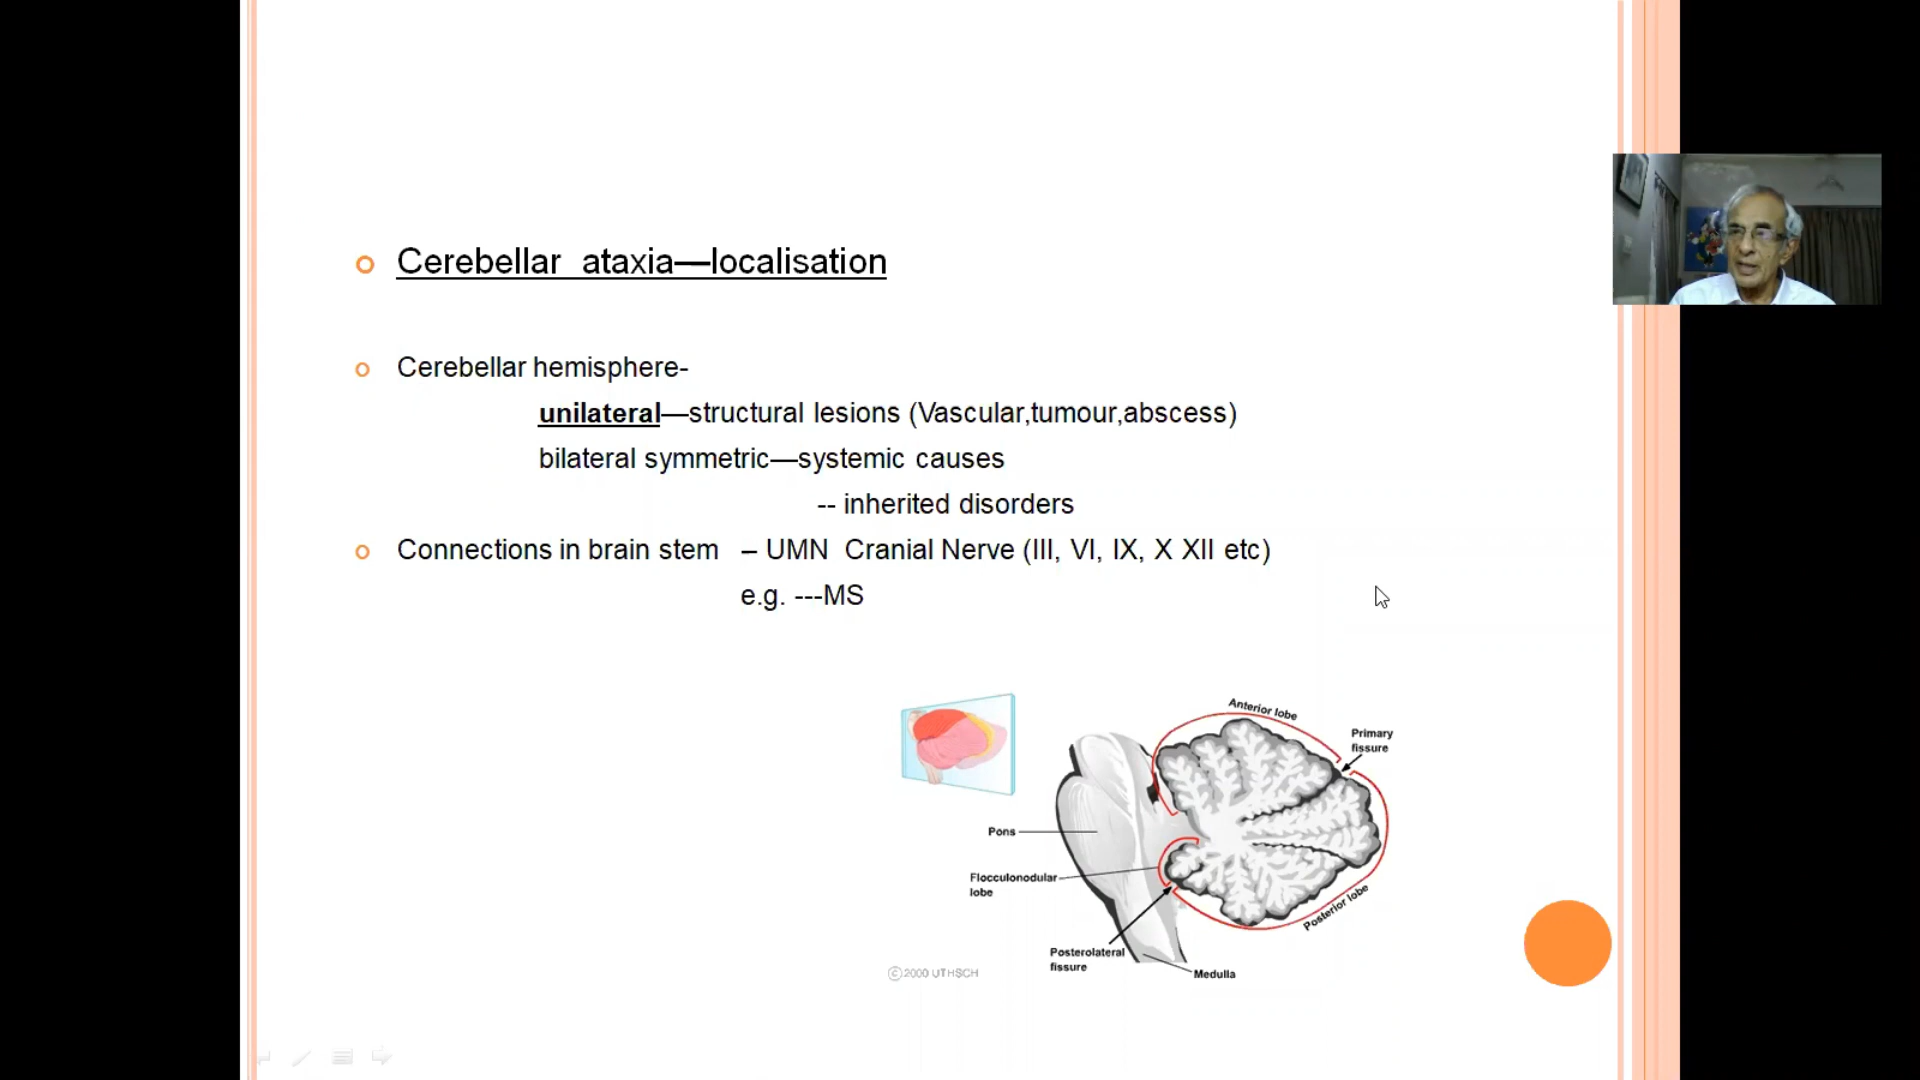 Cerebellar ataxia—localisation
Cerebellar hemisphere-
unilateral—structural lesions (Vascular,tumour,abscess)
bilateral symmetric—systemic causes
-- inherited disorders
Connections in brain stem – UMN Cranial Nerve (III, VI, IX, X XII etc)
e.g. ---MS
Anterior lobe
Primary
fissure
Pons
Flocculonodular
lobe
Posterior lobe
Posterolateral
fissure
Medulla
©2000 UTHSCH